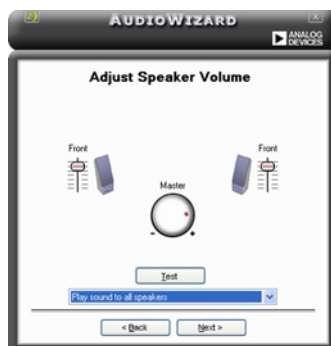 AUDIOWIZARD
X
ANALOG
DEVICES
Adjust Speaker Volume
Front
Front
Master
- +
Test
Play sound to all speakers
< Back
Next >